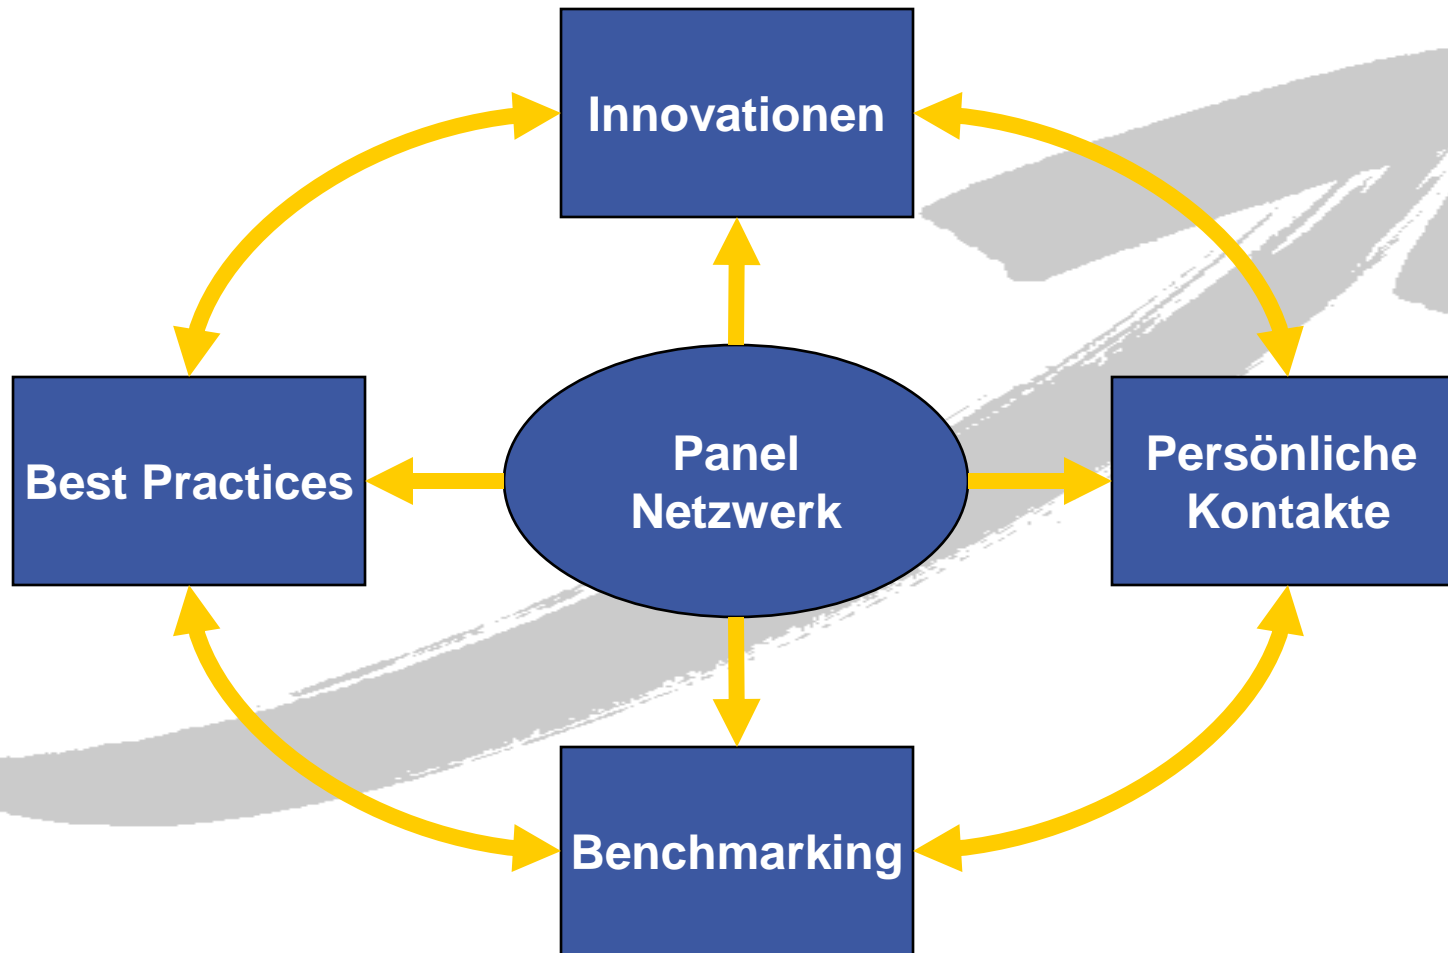 Innovationen
Best Practices
Panel
Netzwerk
Persönliche
Kontakte
Benchmarking